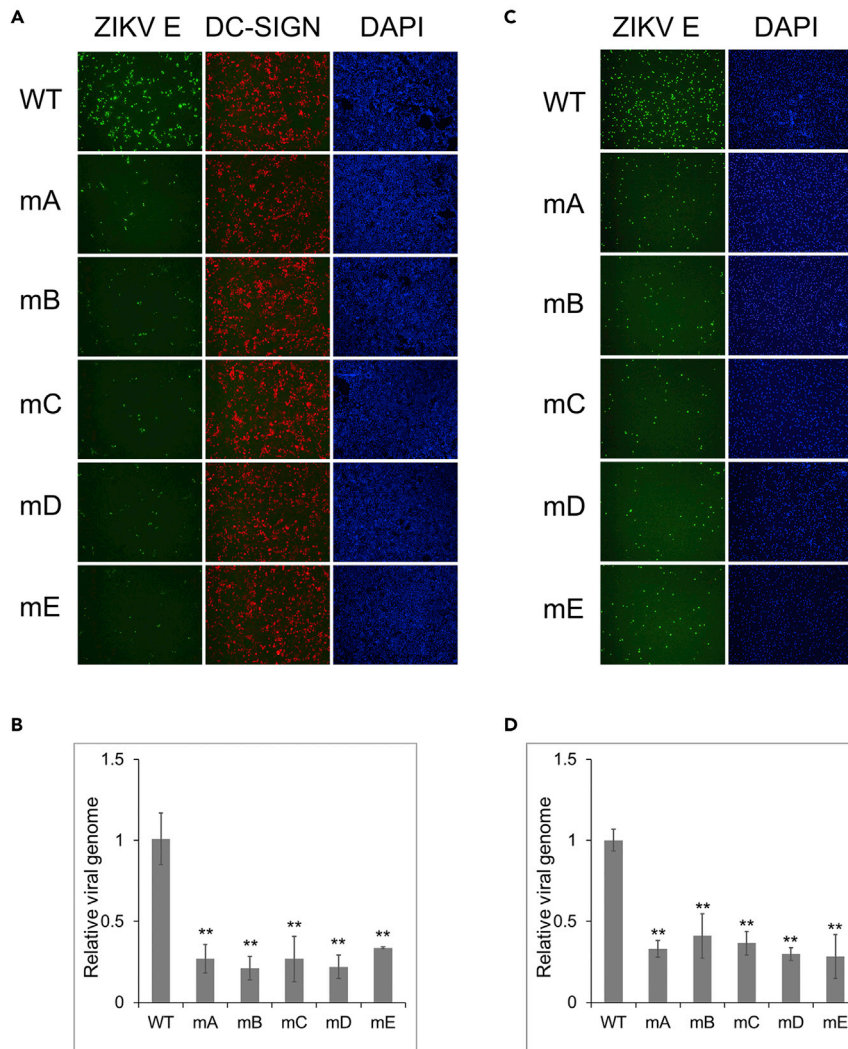 A
ZIKV E DC-SIGN DAPI
WT
mA
mB
mC
mD
mE
C
ZIKV E DAPI
WT
mA
mB
mC
mD
mE
B
Relative viral genome
1.5
1
0.5
0
** ** ** ** **
WT mA mB mC mD mE
D
Relative viral genome
1.5
1
0.5
0
** ** ** ** **
WT mA mB mC mD mE